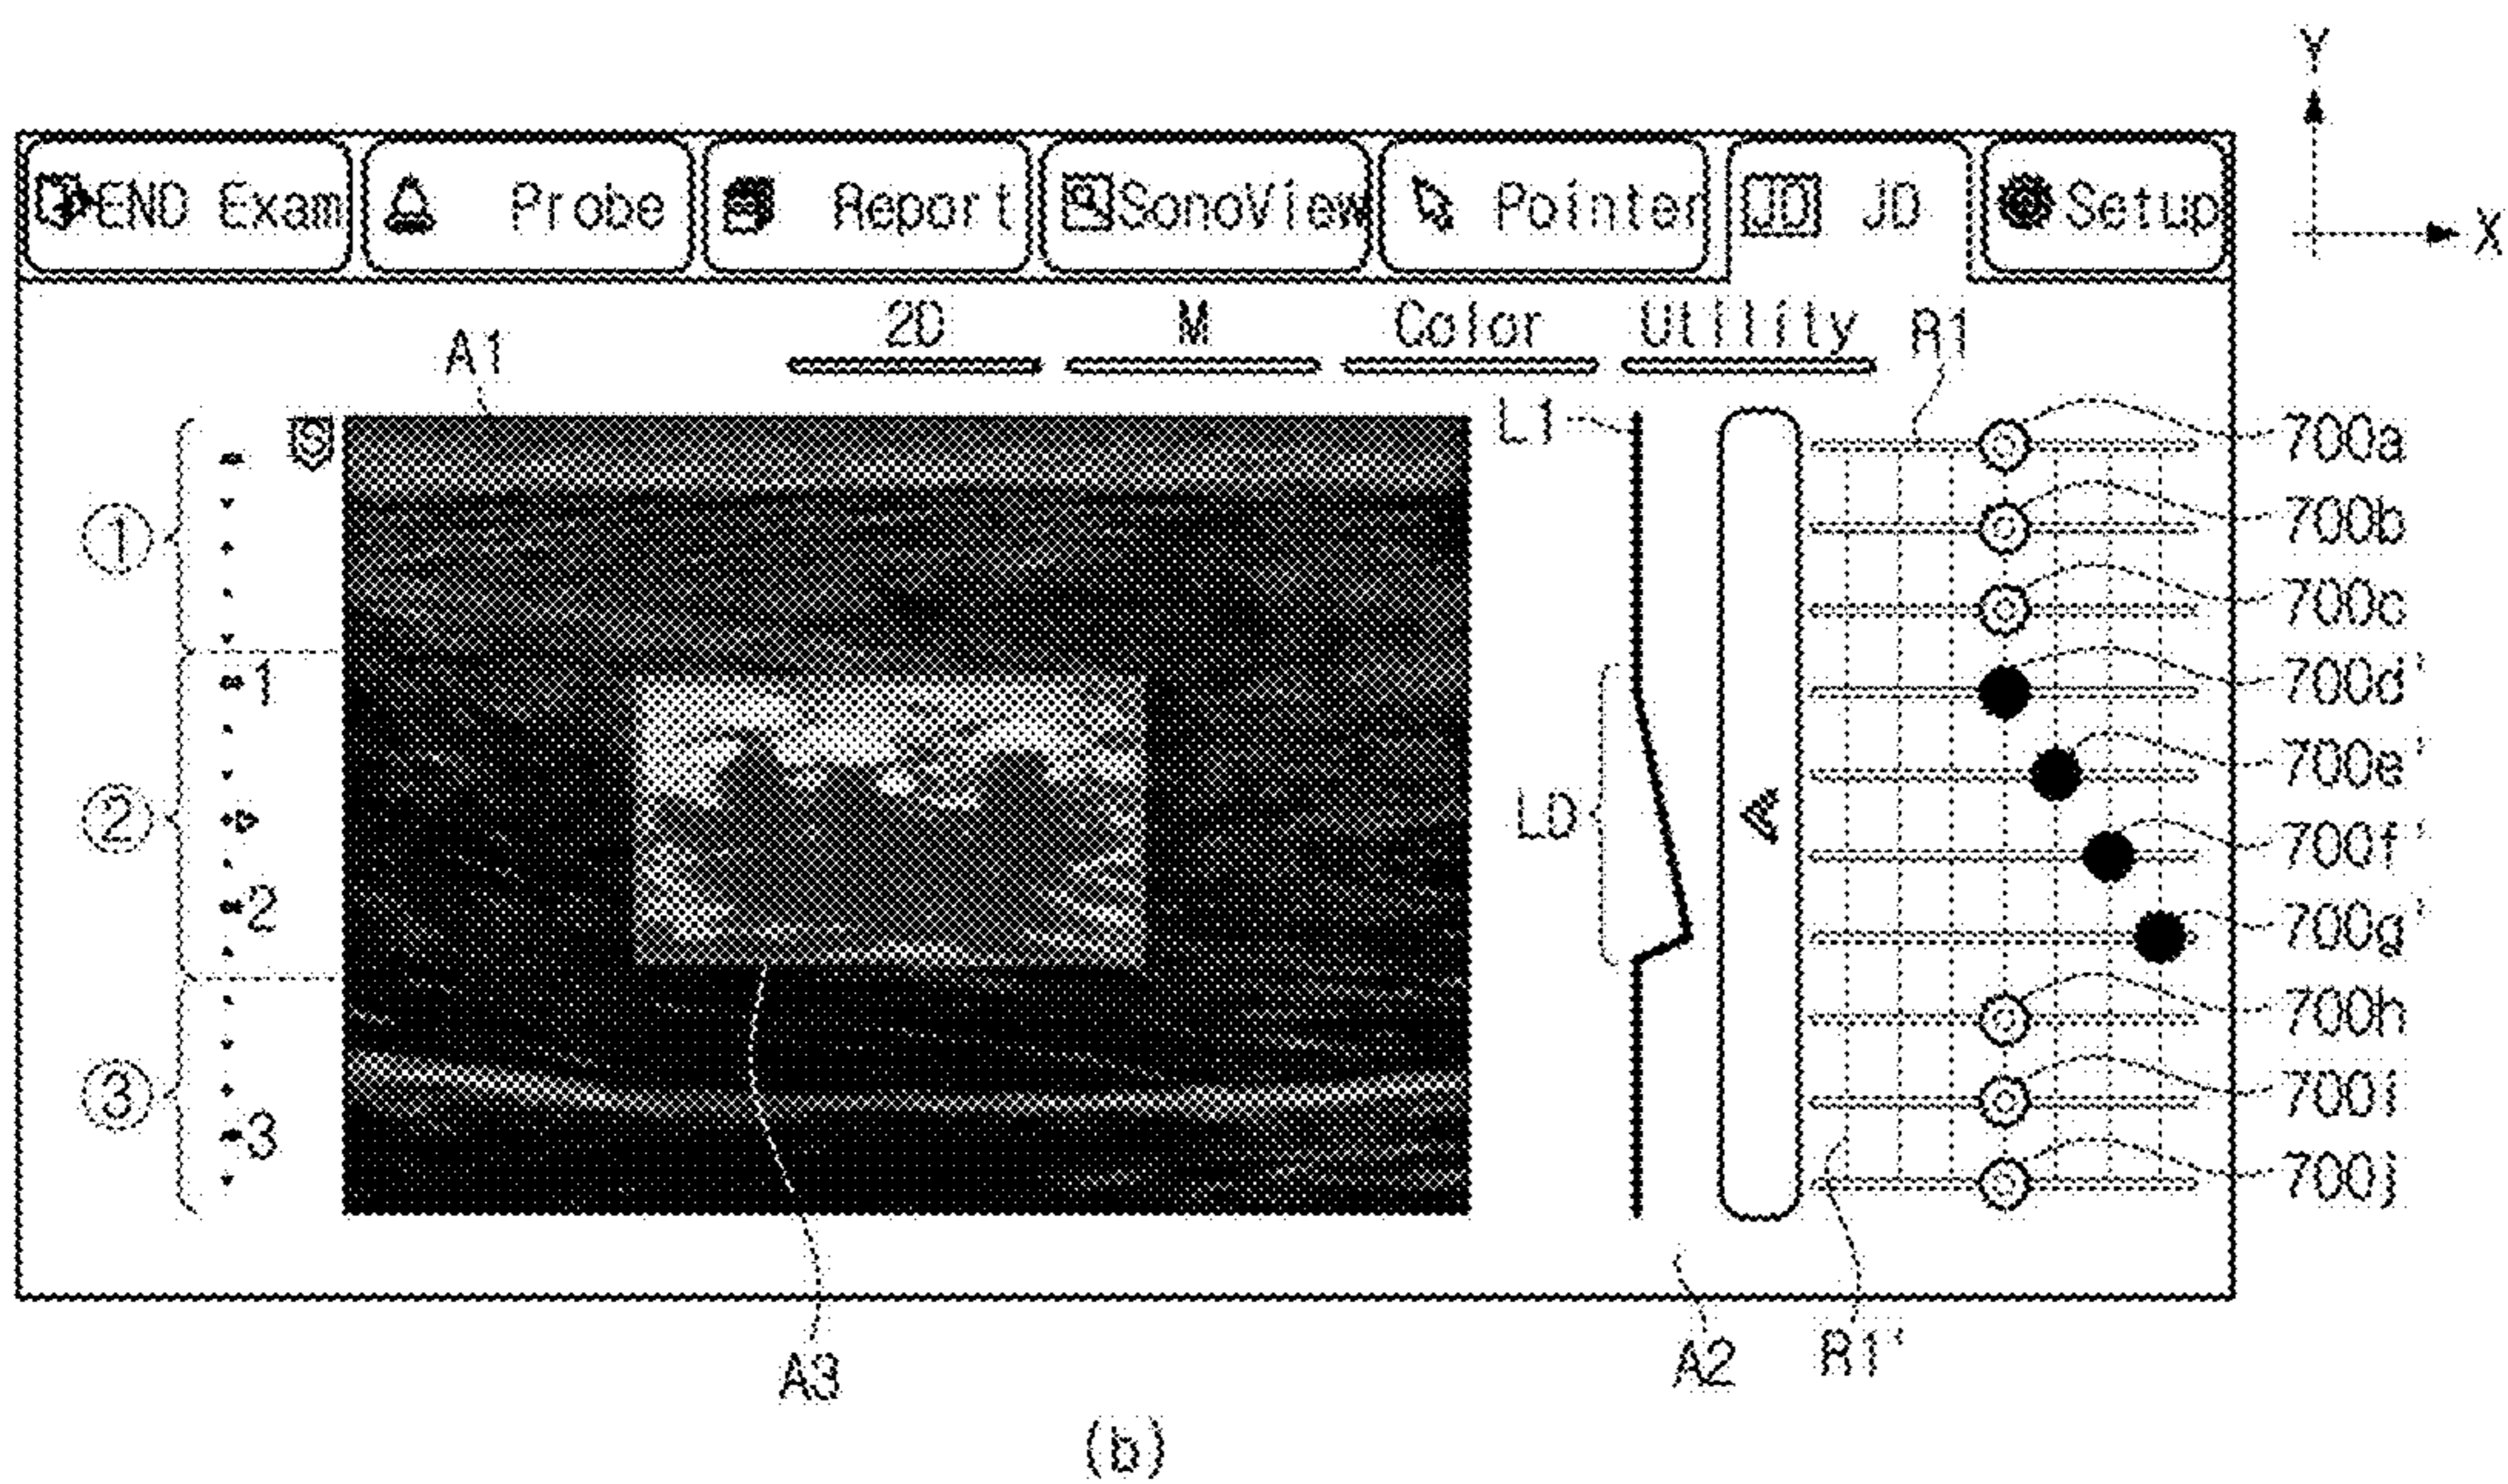 Y
END Exam Probe Report SonoView Pointer JD JD Setup
X
2D M Color Utility
A1
R1
L1
700a
S
700b
①
700c
1
700d'
700e'
②
LD
700f'
2
700g'
700h
③
700i
3
700j
A3
A2
R1'
(b)